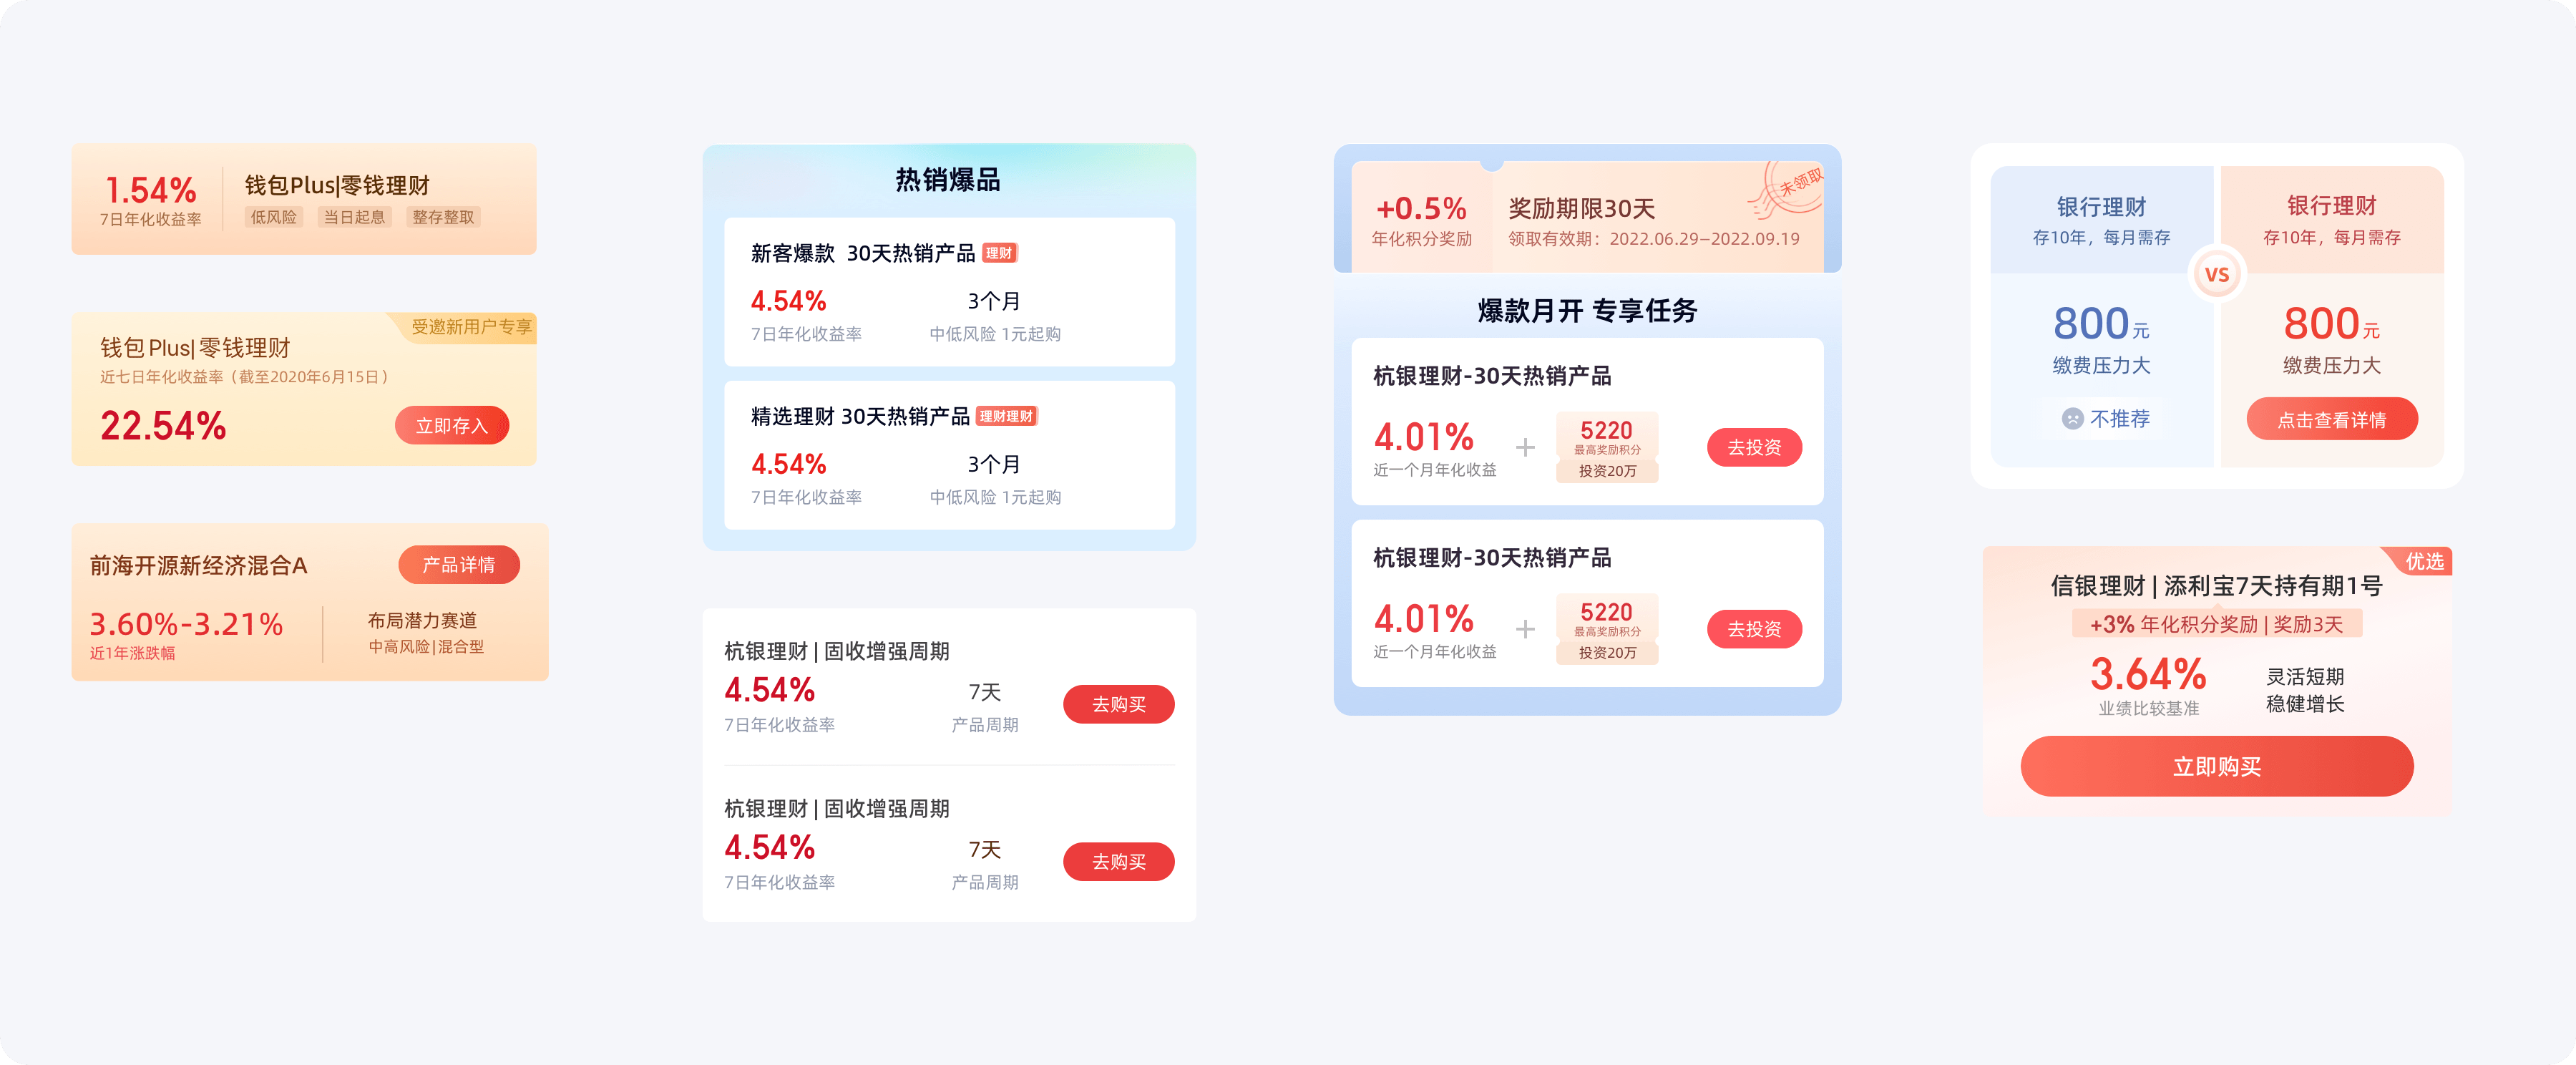 1.54%
7日年化收益率
钱包Plus|零钱理财
低风险 当日起息 整存整取
受邀新用户专享
钱包Plus|零钱理财
近七日年化收益率（截至2020年6月15日）
22.54%
立即存入
前海开源新经济混合A
产品详情
3.60%-3.21%
近1年涨跌幅
布局潜力赛道
中高风险|混合型
热销爆品
新客爆款 30天热销产品 理财
4.54%
7日年化收益率
3个月
中低风险 1元起购
精选理财 30天热销产品 理财理财
4.54%
7日年化收益率
3个月
中低风险 1元起购
杭银理财|固收增强周期
4.54%
7日年化收益率
7天
产品周期
去购买
杭银理财|固收增强周期
4.54%
7日年化收益率
7天
产品周期
去购买
+0.5%
年化积分奖励
奖励期限30天
领取有效期：2022.06.29—2022.09.19
未领取
爆款月开 专享任务
杭银理财-30天热销产品
4.01%
近一个月年化收益
+
5220
最高奖励积分
投资20万
去投资
杭银理财-30天热销产品
4.01%
近一个月年化收益
+
5220
最高奖励积分
投资20万
去投资
银行理财
存10年，每月需存
800元
缴费压力大
不推荐
VS
银行理财
存10年，每月需存
800元
缴费压力大
点击查看详情
优选
信银理财|添利宝7天持有期1号
+3% 年化积分奖励|奖励3天
3.64%
业绩比较基准
灵活短期
稳健增长
立即购买